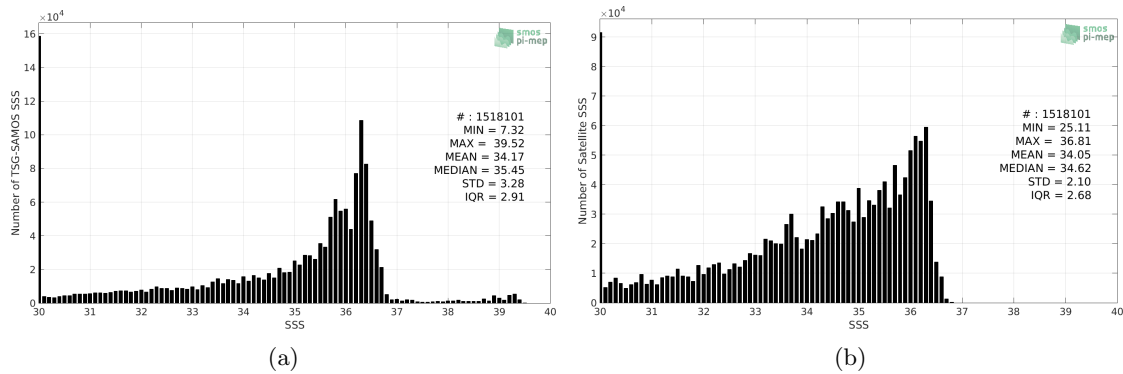 ×10⁴
smos
pi-mep
Number of TSG-SAMOS SSS
16
14
12
10
8
6
4
2
0
# : 1518101
MIN = 7.32
MAX = 39.52
MEAN = 34.17
MEDIAN = 35.45
STD = 3.28
IQR = 2.91
30 31 32 33 34 35 36 37 38 39 40
SSS
(a)
×10⁴
smos
pi-mep
Number of Satellite SSS
9
8
7
6
5
4
3
2
1
0
# : 1518101
MIN = 25.11
MAX = 36.81
MEAN = 34.05
MEDIAN = 34.62
STD = 2.10
IQR = 2.68
30 31 32 33 34 35 36 37 38 39 40
SSS
(b)